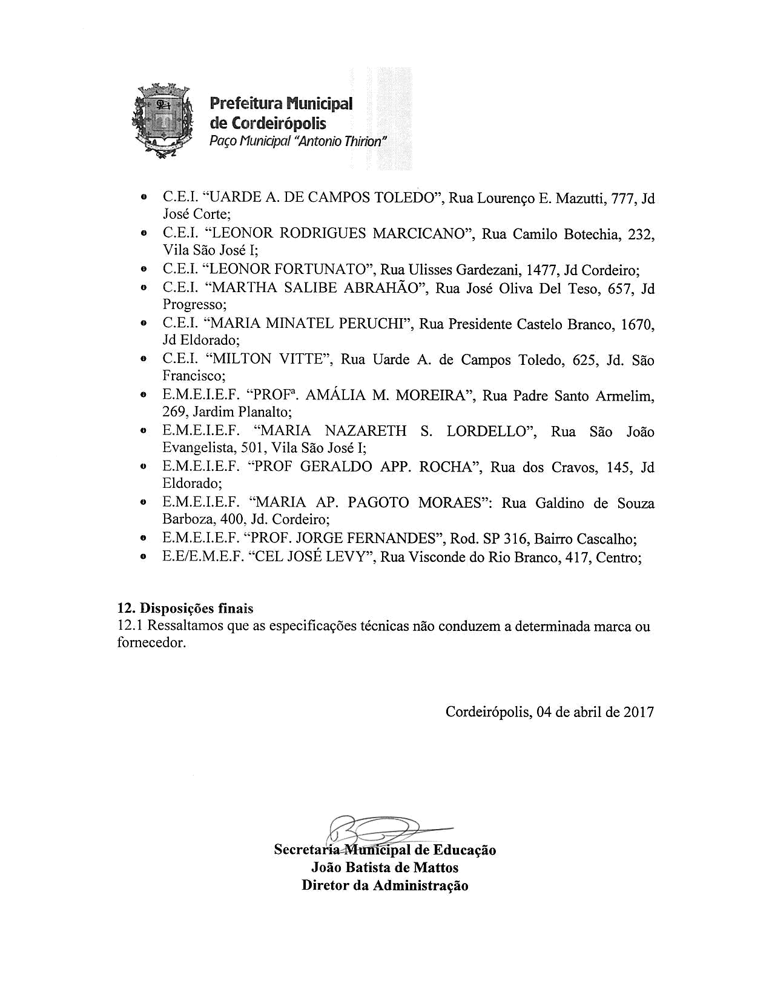 Prefeitura Municipal
de Cordeirópolis
Paço Municipal "Antonio Thirion"
• C.E.I. “UARDE A. DE CAMPOS TOLEDO”, Rua Lourenço E. Mazutti, 777, Jd
José Corte;
• C.E.I. “LEONOR RODRIGUES MARCICANO”, Rua Camilo Botechia, 232,
Vila São José I;
• C.E.I. “LEONOR FORTUNATO”, Rua Ulisses Gardezani, 1477, Jd Cordeiro;
• C.E.I. “MARTHA SALIBE ABRAHÃO”, Rua José Oliva Del Teso, 657, Jd
Progresso;
• C.E.I. “MARIA MINATEL PERUCHI”, Rua Presidente Castelo Branco, 1670,
Jd Eldorado;
• C.E.I. “MILTON VITTE”, Rua Uarde A. de Campos Toledo, 625, Jd. São
Francisco;
• E.M.E.I.E.F. “PROFª. AMÁLIA M. MOREIRA”, Rua Padre Santo Armelim,
269, Jardim Planalto;
• E.M.E.I.E.F. “MARIA NAZARETH S. LORDELLO”, Rua São João
Evangelista, 501, Vila São José I;
• E.M.E.I.E.F. “PROF GERALDO APP. ROCHA”, Rua dos Cravos, 145, Jd
Eldorado;
• E.M.E.I.E.F. “MARIA AP. PAGOTO MORAES”: Rua Galdino de Souza
Barboza, 400, Jd. Cordeiro;
• E.M.E.I.E.F. “PROF. JORGE FERNANDES”, Rod. SP 316, Bairro Cascalho;
• E.E/E.M.E.F. “CEL JOSÉ LEVY”, Rua Visconde do Rio Branco, 417, Centro;
12. Disposições finais
12.1 Ressaltamos que as especificações técnicas não conduzem a determinada marca ou
fornecedor.
Cordeirópolis, 04 de abril de 2017
Secretaria Municipal de Educação
João Batista de Mattos
Diretor da Administração